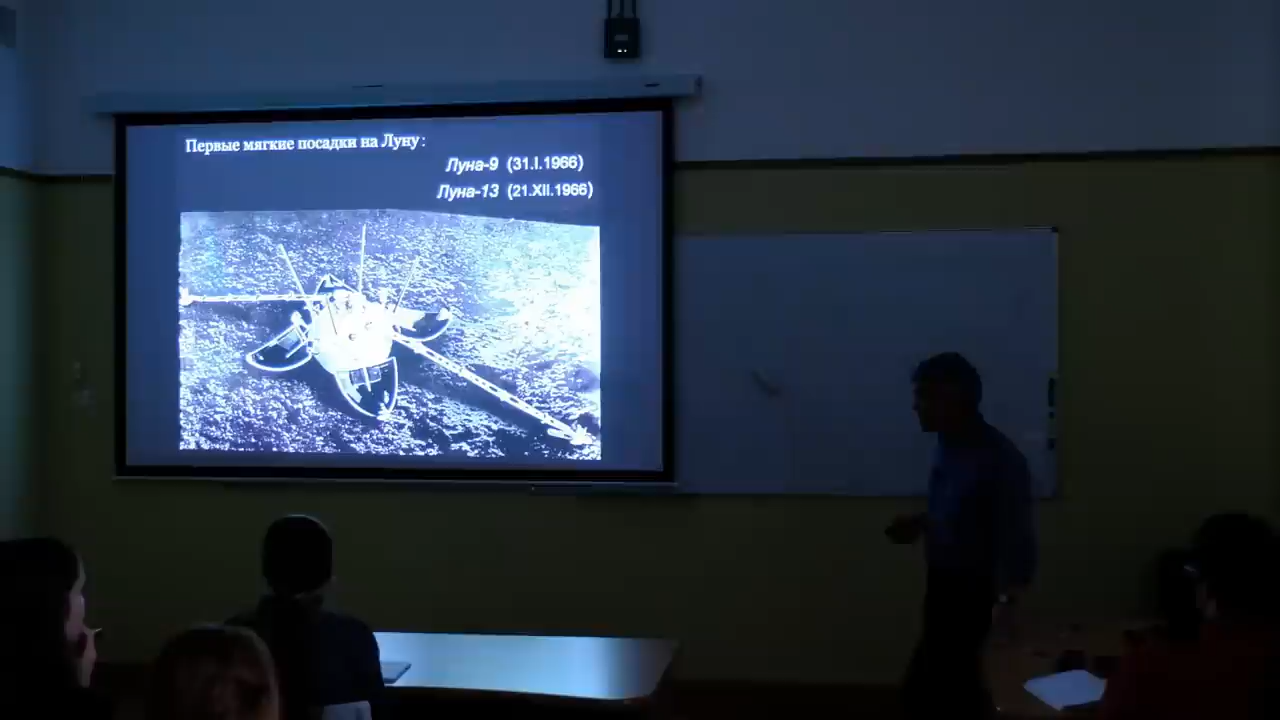 Первые мягкие посадки на Луну:
Луна-9 (31.I.1966)
Луна-13 (21.XII.1966)